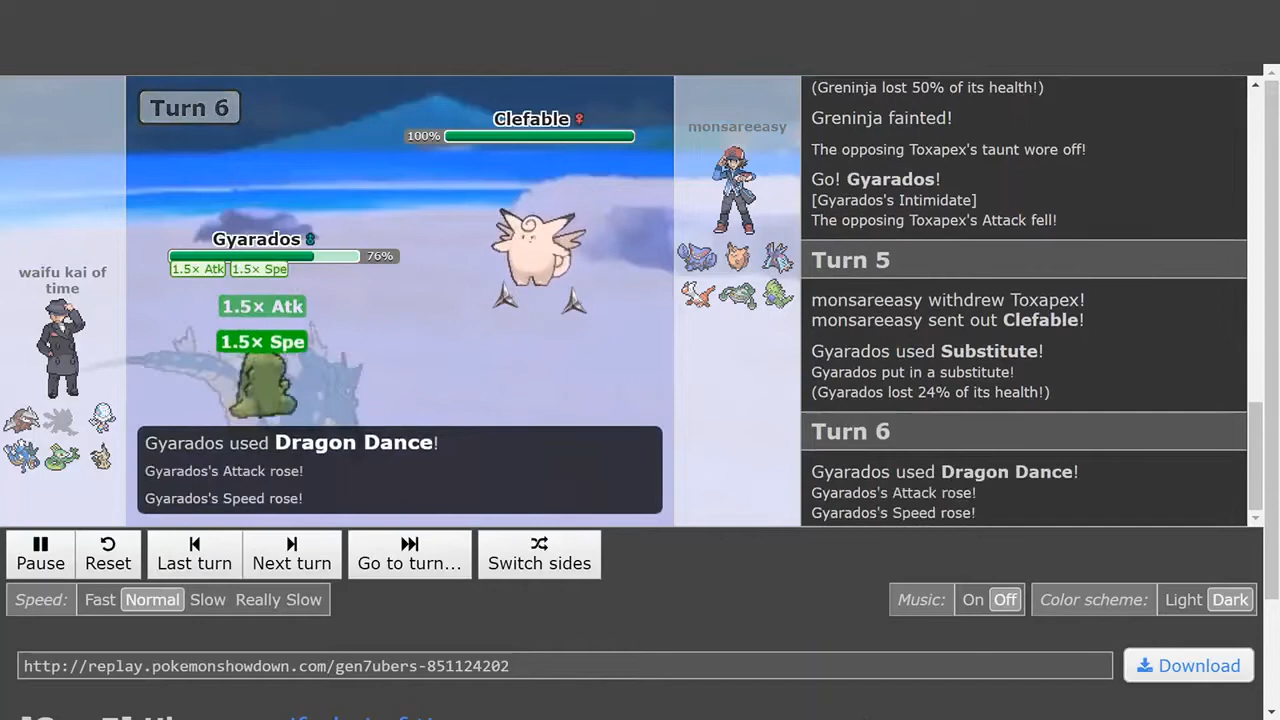 Turn 6
Clefable
100%
Gyarados
76%
1.5× Atk 1.5× Spe
1.5× Atk
1.5× Spe
Gyarados used Dragon Dance!
Gyarados's Attack rose!
Gyarados's Speed rose!
waifu kai of
time
monsareeasy
(Greninja lost 50% of its health!)
Greninja fainted!
The opposing Toxapex's taunt wore off!
Go! Gyarados!
[Gyarados's Intimidate]
The opposing Toxapex's Attack fell!
Turn 5
monsareeasy withdrew Toxapex!
monsareeasy sent out Clefable!
Gyarados used Substitute!
Gyarados put in a substitute!
(Gyarados lost 24% of its health!)
Turn 6
Gyarados used Dragon Dance!
Gyarados's Attack rose!
Gyarados's Speed rose!
Pause Reset Last turn Next turn Go to turn... Switch sides
Speed: Fast Normal Slow Really Slow
Music: On Off Color scheme: Light Dark
http://replay.pokemonshowdown.com/gen7ubers-851124202
Download